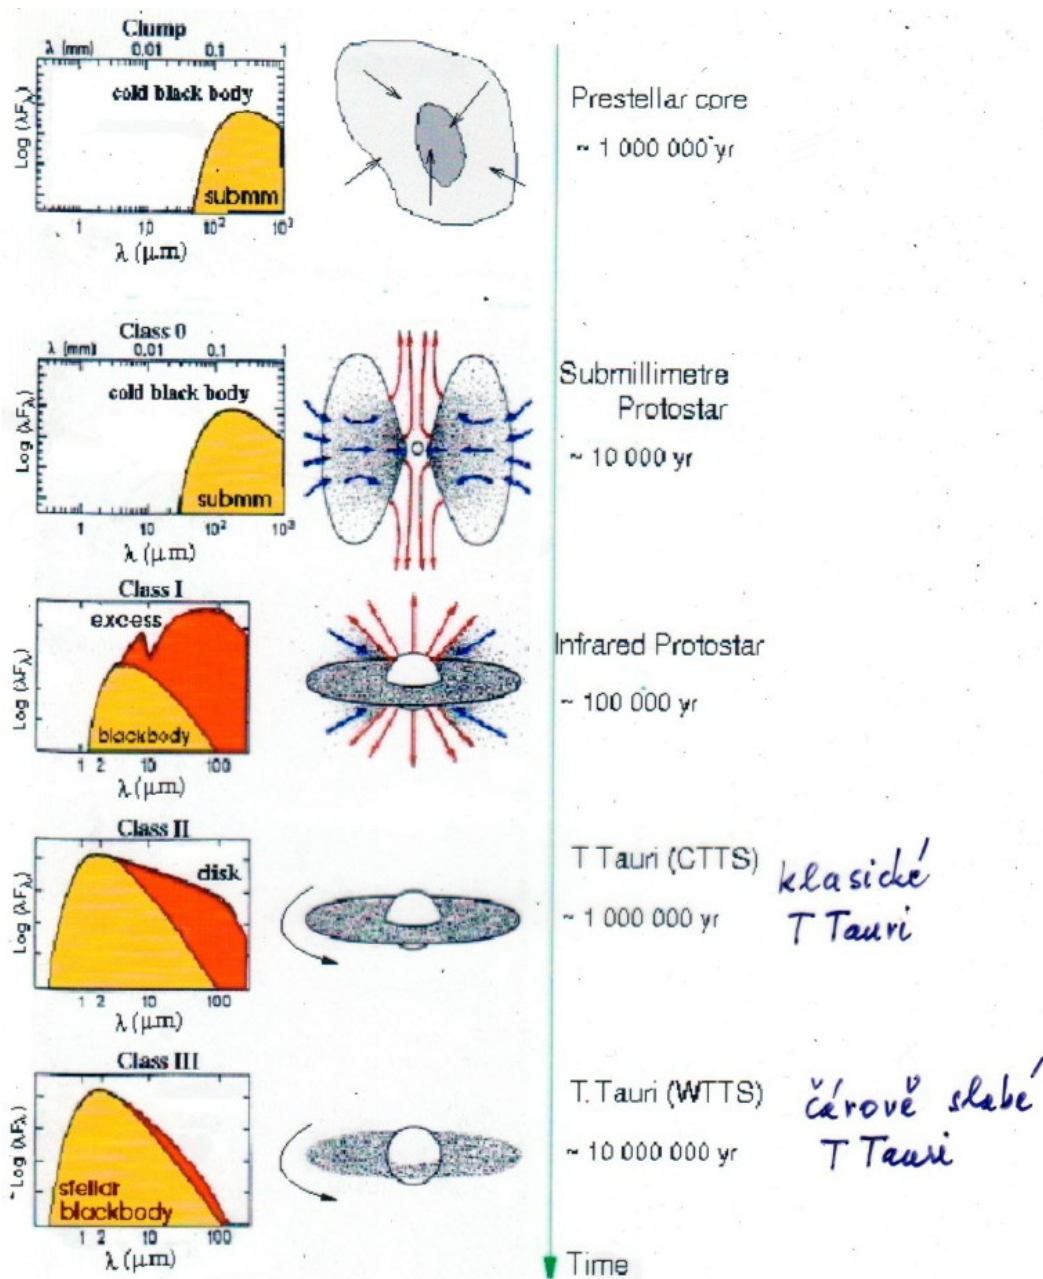 Clump
λ (mm) 0.01 0.1 1
cold black body
submm
Log (λFλ)
1 10 10² 10³
λ (μm)
Prestellar core
~ 1 000 000 yr
Class 0
λ (mm) 0.01 0.1 1
cold black body
submm
Log (λFλ)
1 10 10² 10³
λ (μm)
Submillimetre
Protostar
~ 10 000 yr
Class I
excess
blackbody
Log (λFλ)
1 2 10 100
λ (μm)
Infrared Protostar
~ 100 000 yr
Class II
disk
Log (λFλ)
1 2 10 100
λ (μm)
T Tauri (CTTS)
~ 1 000 000 yr
klasické
T Tauri
Class III
stellar
blackbody
Log (λFλ)
1 2 10 100
λ (μm)
T. Tauri (WTTS)
~ 10 000 000 yr
čárově slabé
T Tauri
Time